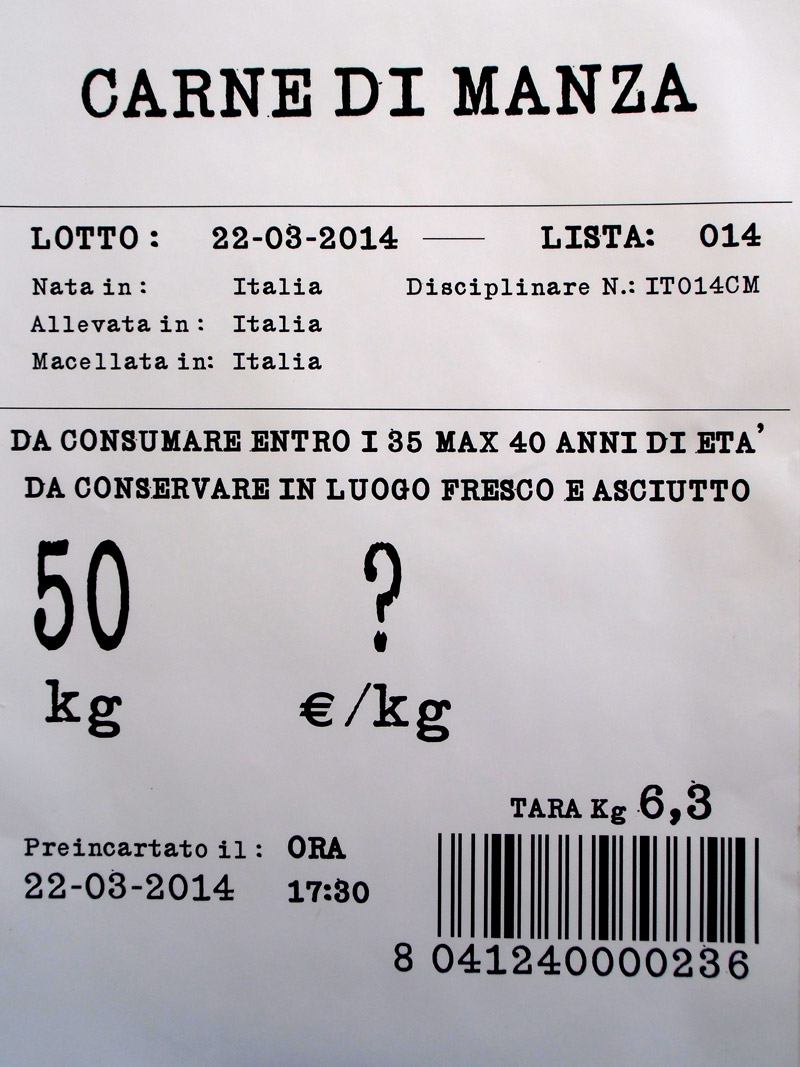 CARNE DI MANZA
LOTTO : 22-03-2014 —— LISTA: 014
Nata in : Italia Disciplinare N.: IT014CM
Allevata in : Italia
Macellata in: Italia
DA CONSUMARE ENTRO I 35 MAX 40 ANNI DI ETA'
DA CONSERVARE IN LUOGO FRESCO E ASCIUTTO
50 ?
kg €/kg
TARA Kg 6,3
Preincartato il : ORA
22-03-2014 17:30
8 041240000236